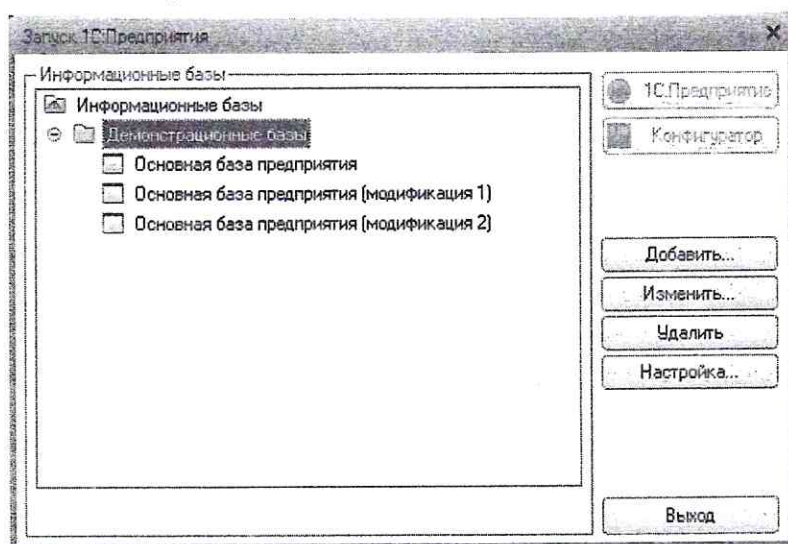 Запуск 1С:Предприятия
Информационные базы
Информационные базы
Демонстрационные базы
Основная база предприятия
Основная база предприятия (модификация 1)
Основная база предприятия (модификация 2)
1С:Предприятие
Конфигуратор
Добавить...
Изменить...
Удалить
Настройка...
Выход